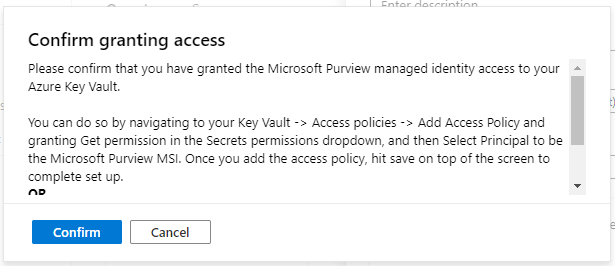 Enter description
Confirm granting access
Please confirm that you have granted the Microsoft Purview managed identity access to your
Azure Key Vault.
You can do so by navigating to your Key Vault -> Access policies -> Add Access Policy and
granting Get permission in the Secrets permissions dropdown, and then Select Principal to be
the Microsoft Purview MSI. Once you add the access policy, hit save on top of the screen to
complete set up.
OR
Confirm
Cancel